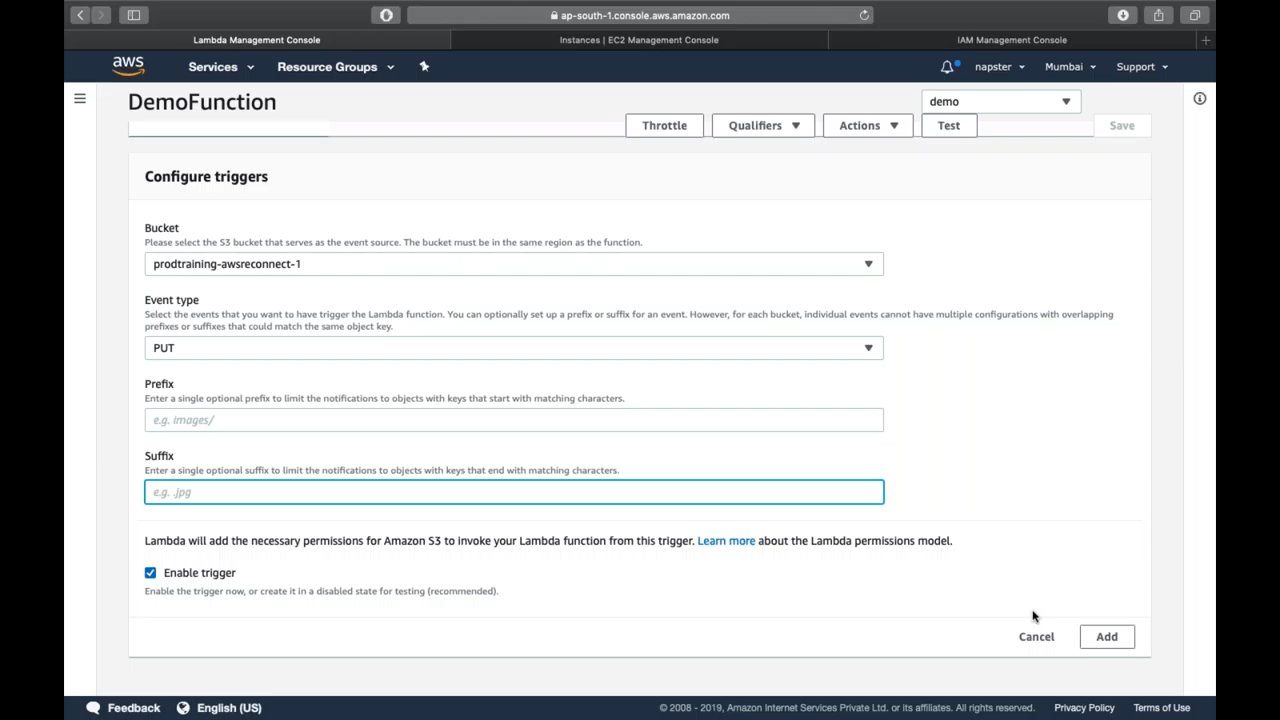 ap-south-1.console.aws.amazon.com
Lambda Management Console
Instances | EC2 Management Console
IAM Management Console
aws
Services
Resource Groups
napster
Mumbai
Support
DemoFunction
demo
Throttle
Qualifiers
Actions
Test
Save
Configure triggers
Bucket
Please select the S3 bucket that serves as the event source. The bucket must be in the same region as the function.
prodtraining-awsreconnect-1
Event type
Select the events that you want to have trigger the Lambda function. You can optionally set up a prefix or suffix for an event. However, for each bucket, individual events cannot have multiple configurations with overlapping
prefixes or suffixes that could match the same object key.
PUT
Prefix
Enter a single optional prefix to limit the notifications to objects with keys that start with matching characters.
e.g. images/
Suffix
Enter a single optional suffix to limit the notifications to objects with keys that end with matching characters.
e.g. .jpg
Lambda will add the necessary permissions for Amazon S3 to invoke your Lambda function from this trigger. Learn more about the Lambda permissions model.
Enable trigger
Enable the trigger now, or create it in a disabled state for testing (recommended).
Cancel
Add
Feedback
English (US)
© 2008 - 2019, Amazon Internet Services Private Ltd. or its affiliates. All rights reserved.
Privacy Policy
Terms of Use